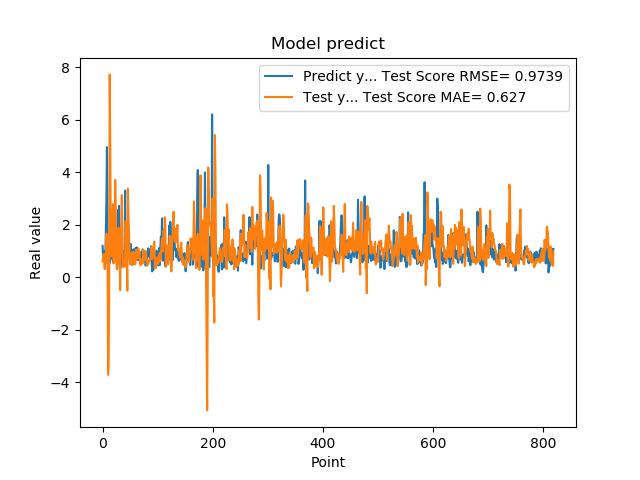 Model predict
Predict y... Test Score RMSE= 0.9739
Test y... Test Score MAE= 0.627
8
6
4
2
0
−2
−4
Real value
0 200 400 600 800
Point